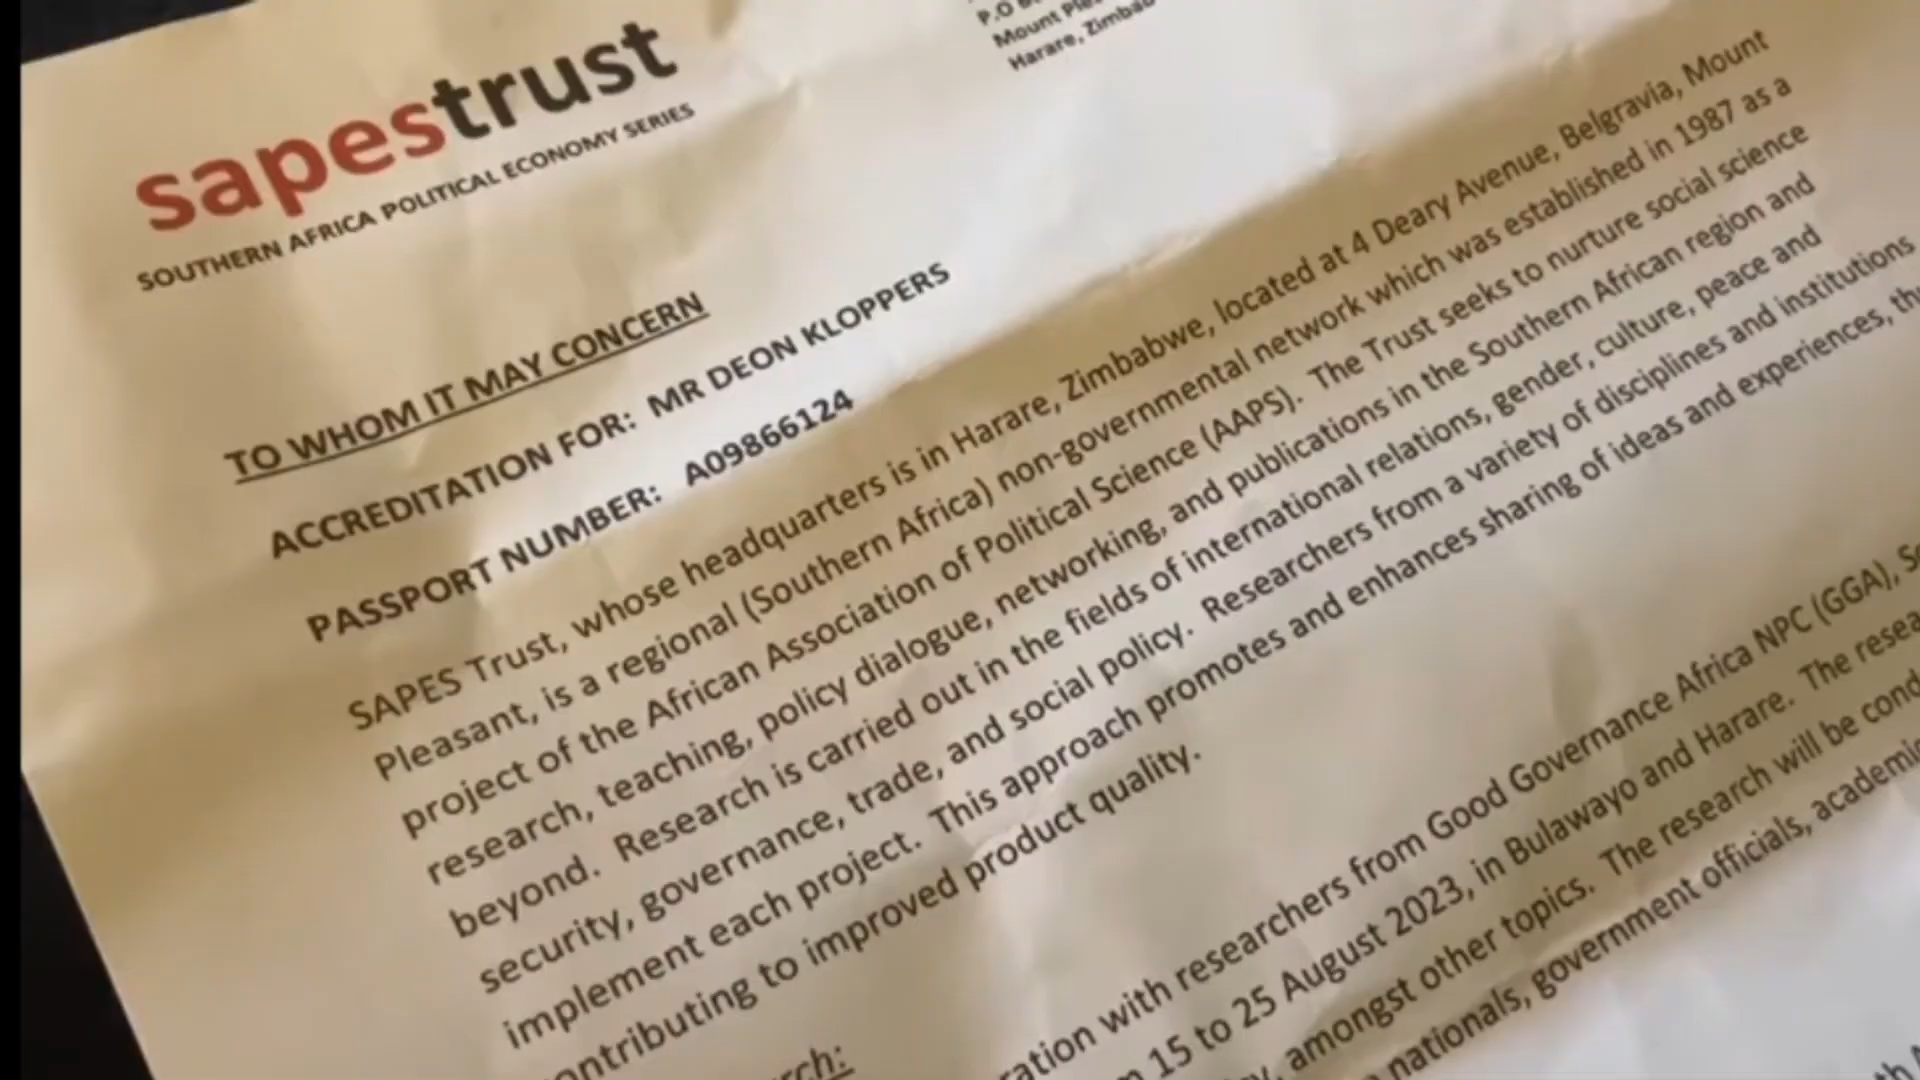 sapestrust
SOUTHERN AFRICA POLITICAL ECONOMY SERIES
P.O
Mount
Harare,
TO WHOM IT MAY CONCERN
ACCREDITATION FOR: MR DEON KLOPPERS
PASSPORT NUMBER: A09866124
SAPES Trust, whose headquarters is in Harare, Zimbabwe, located at 4 Deary Avenue, Belgravia, Mount
Pleasant, is a regional (Southern Africa) non-governmental network which was established in 1987 as a
project of the African Association of Political Science (AAPS). The Trust seeks to nurture social science
research, teaching, policy dialogue, networking, and publications in the Southern African region and
beyond. Research is carried out in the fields of international relations, gender, culture, peace and
security, governance, trade, and social policy. Researchers from a variety of disciplines and institutions
implement each project. This approach promotes and enhances sharing of ideas and experiences,
contributing to improved product quality.
with researchers from Good Governance Africa NPC (GGA),
15 to 25 August 2023, in Bulawayo and Harare. The
amongst other topics. The research will be
nationals, government officials,